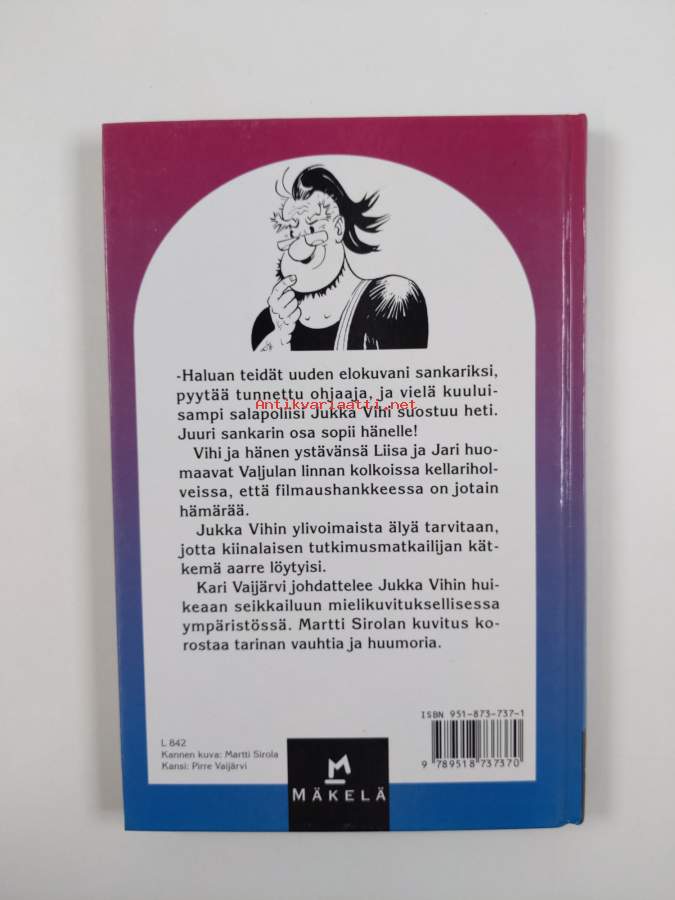 -Haluan teidät uuden elokuvani sankariksi,
pyytää tunnettu ohjaaja, ja vielä kuului-
Antikvariaatti.net
sampi salapoliisi Jukka Vihi suostuu heti.
Juuri sankarin osa sopii hänelle!
Vihi ja hänen ystävänsä Liisa ja Jari huo-
maavat Valjulan linnan kolkoissa kellarihol-
veissa, että filmaushankkeessa on jotain
hämärää.
Jukka Vihin ylivoimaista älyä tarvitaan,
jotta kiinalaisen tutkimusmatkailijan kät-
kemä aarre löytyisi.
Kari Vaijärvi johdattelee Jukka Vihin hui-
keaan seikkailuun mielikuvituksellisessa
ympäristössä. Martti Sirolan kuvitus ko-
rostaa tarinan vauhtia ja huumoria.
ISBN 951-873-737-1
9 789518 737370
L 842
Kannen kuva: Martti Sirola
Kansi: Pirre Vaijärvi
M
MÄKELÄ